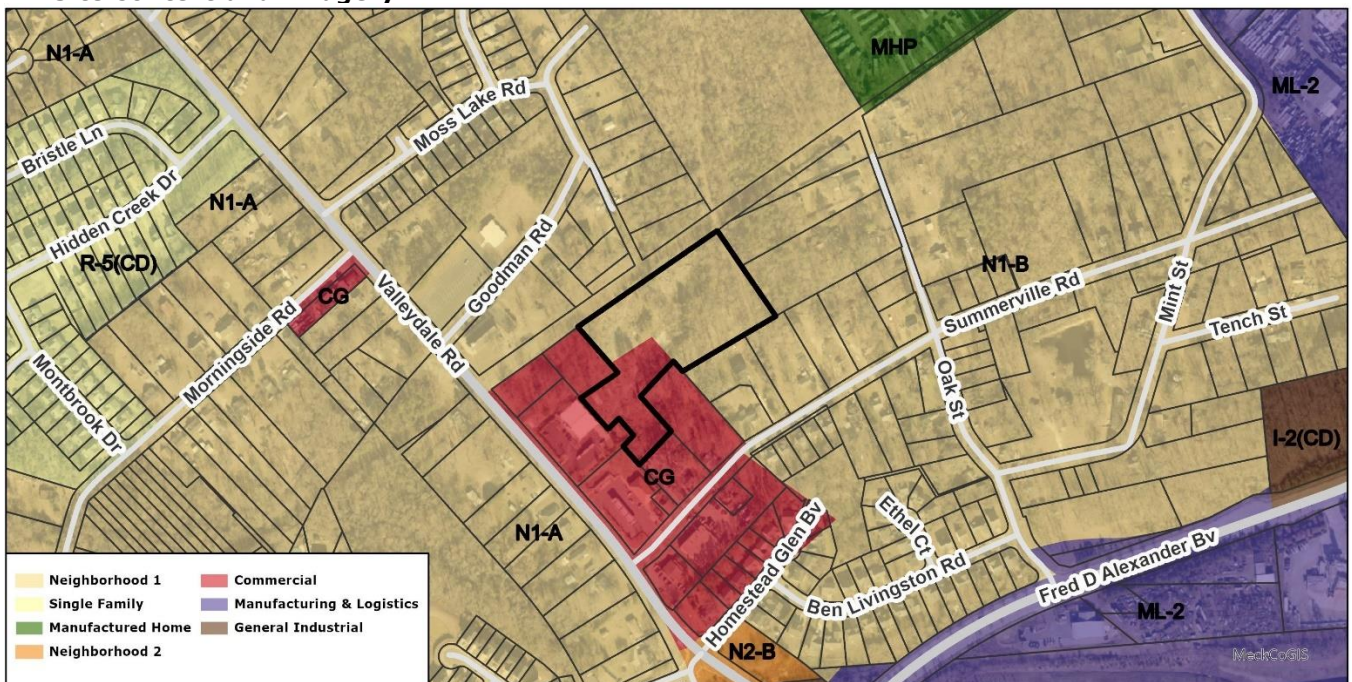 N1-A
MHP
ML-2
Moss Lake Rd
Bristle Ln
N1-A
Hidden Creek Dr
R-5(CD)
Goodman Rd
N1-B
CG
Summerville Rd
Mint St
Tench St
Valleydale Rd
Morningside Rd
Montbrook Dr
Oak St
I-2(CD)
CG
N1-A
Ethel Ct
Homestead Glen Bv
Ben Livingston Rd
Fred D Alexander Bv
ML-2
N2-B
MeckCoGIS
Neighborhood 1
Single Family
Manufactured Home
Neighborhood 2
Commercial
Manufacturing & Logistics
General Industrial